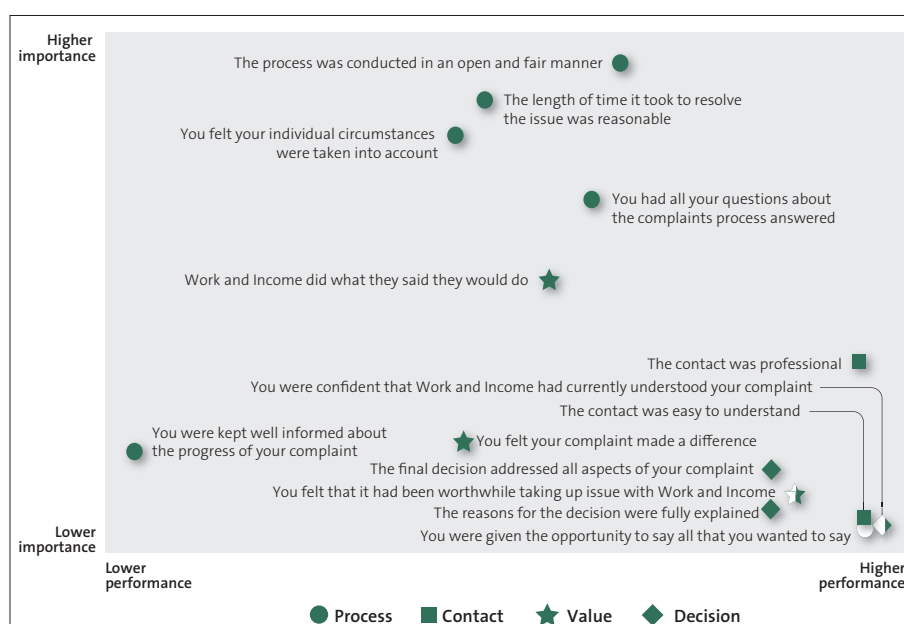 Higher
importance
The process was conducted in an open and fair manner
The length of time it took to resolve
the issue was reasonable
You felt your individual circumstances
were taken into account
You had all your questions about
the complaints process answered
Work and Income did what they said they would do
The contact was professional
You were confident that Work and Income had currently understood your complaint
The contact was easy to understand
You were kept well informed about
the progress of your complaint
You felt your complaint made a difference
The final decision addressed all aspects of your complaint
You felt that it had been worthwhile taking up issue with Work and Income
The reasons for the decision were fully explained
You were given the opportunity to say all that you wanted to say
Lower
importance
Lower
performance
Higher
performance
Process Contact Value Decision